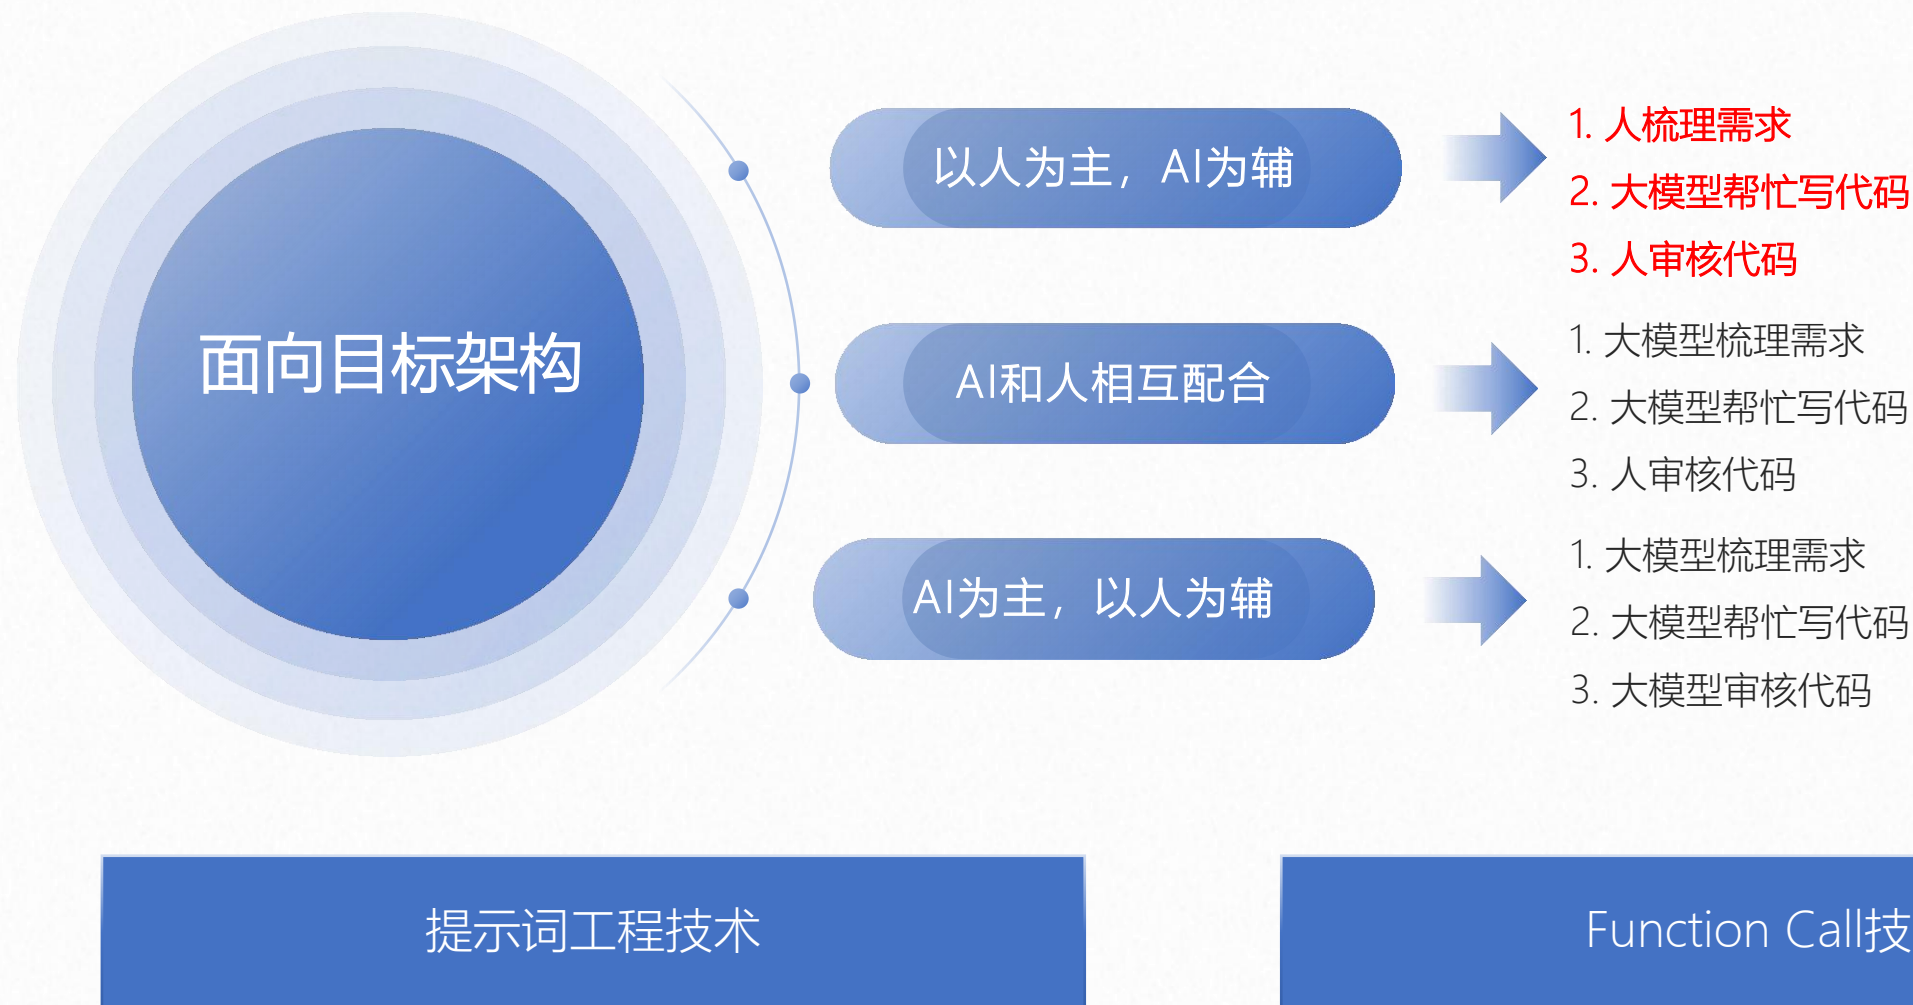 面向目标架构
以人为主，AI为辅
1. 人梳理需求
2. 大模型帮忙写代码
3. 人审核代码
AI和人相互配合
1. 大模型梳理需求
2. 大模型帮忙写代码
3. 人审核代码
AI为主，以人为辅
1. 大模型梳理需求
2. 大模型帮忙写代码
3. 大模型审核代码
提示词工程技术
Function Call技